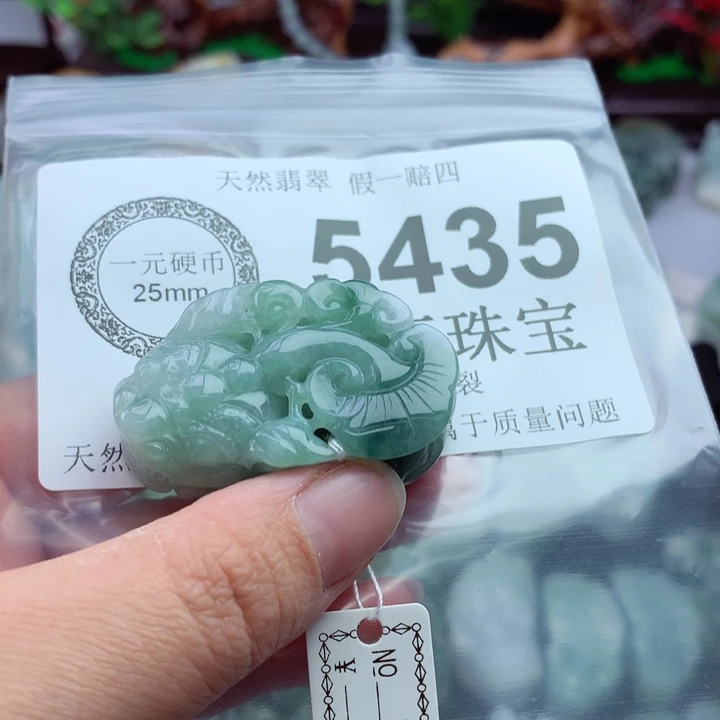 天然翡翠 假一赔四
一元硬币
25mm
5435
珠宝
裂
天然
于质量问题
NO